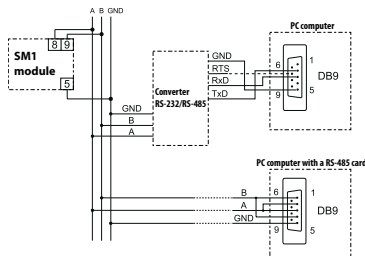 A B GND
PC computer
8 9
SM1
module
5
GND
RTS
RxD
TxD
6
1
DB9
9
5
Converter
RS-232/RS-485
GND
B
A
PC computer with a RS-485 card
B
A
GND
6
1
DB9
9
5